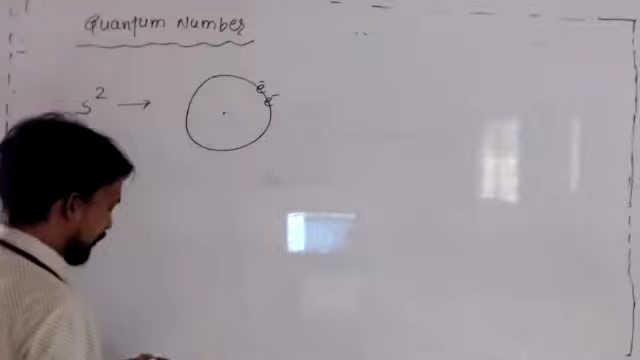 Quantum Number
s² →
e⁻
e⁻